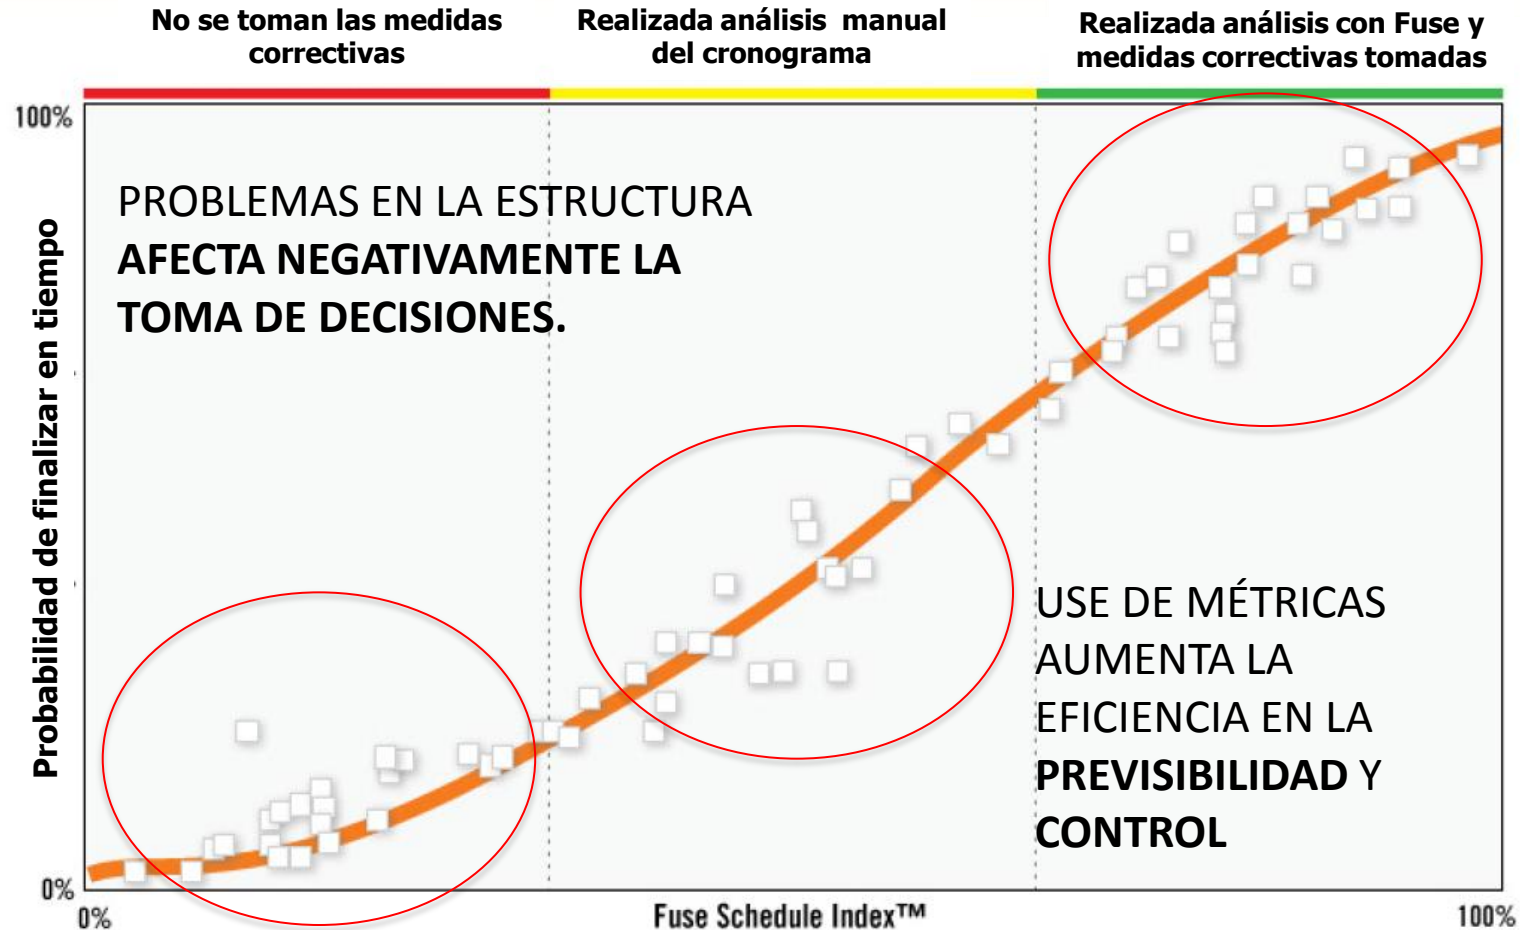 No se toman las medidas
correctivas
Realizada análisis  manual
del cronograma
Realizada análisis con Fuse y
medidas correctivas tomadas
100%
PROBLEMAS EN LA ESTRUCTURA
AFECTA NEGATIVAMENTE LA
TOMA DE DECISIONES.
Probabilidad de finalizar en tiempo
USE DE MÉTRICAS
AUMENTA LA
EFICIENCIA EN LA
PREVISIBILIDAD Y
CONTROL
0%
0%
Fuse Schedule Index™
100%